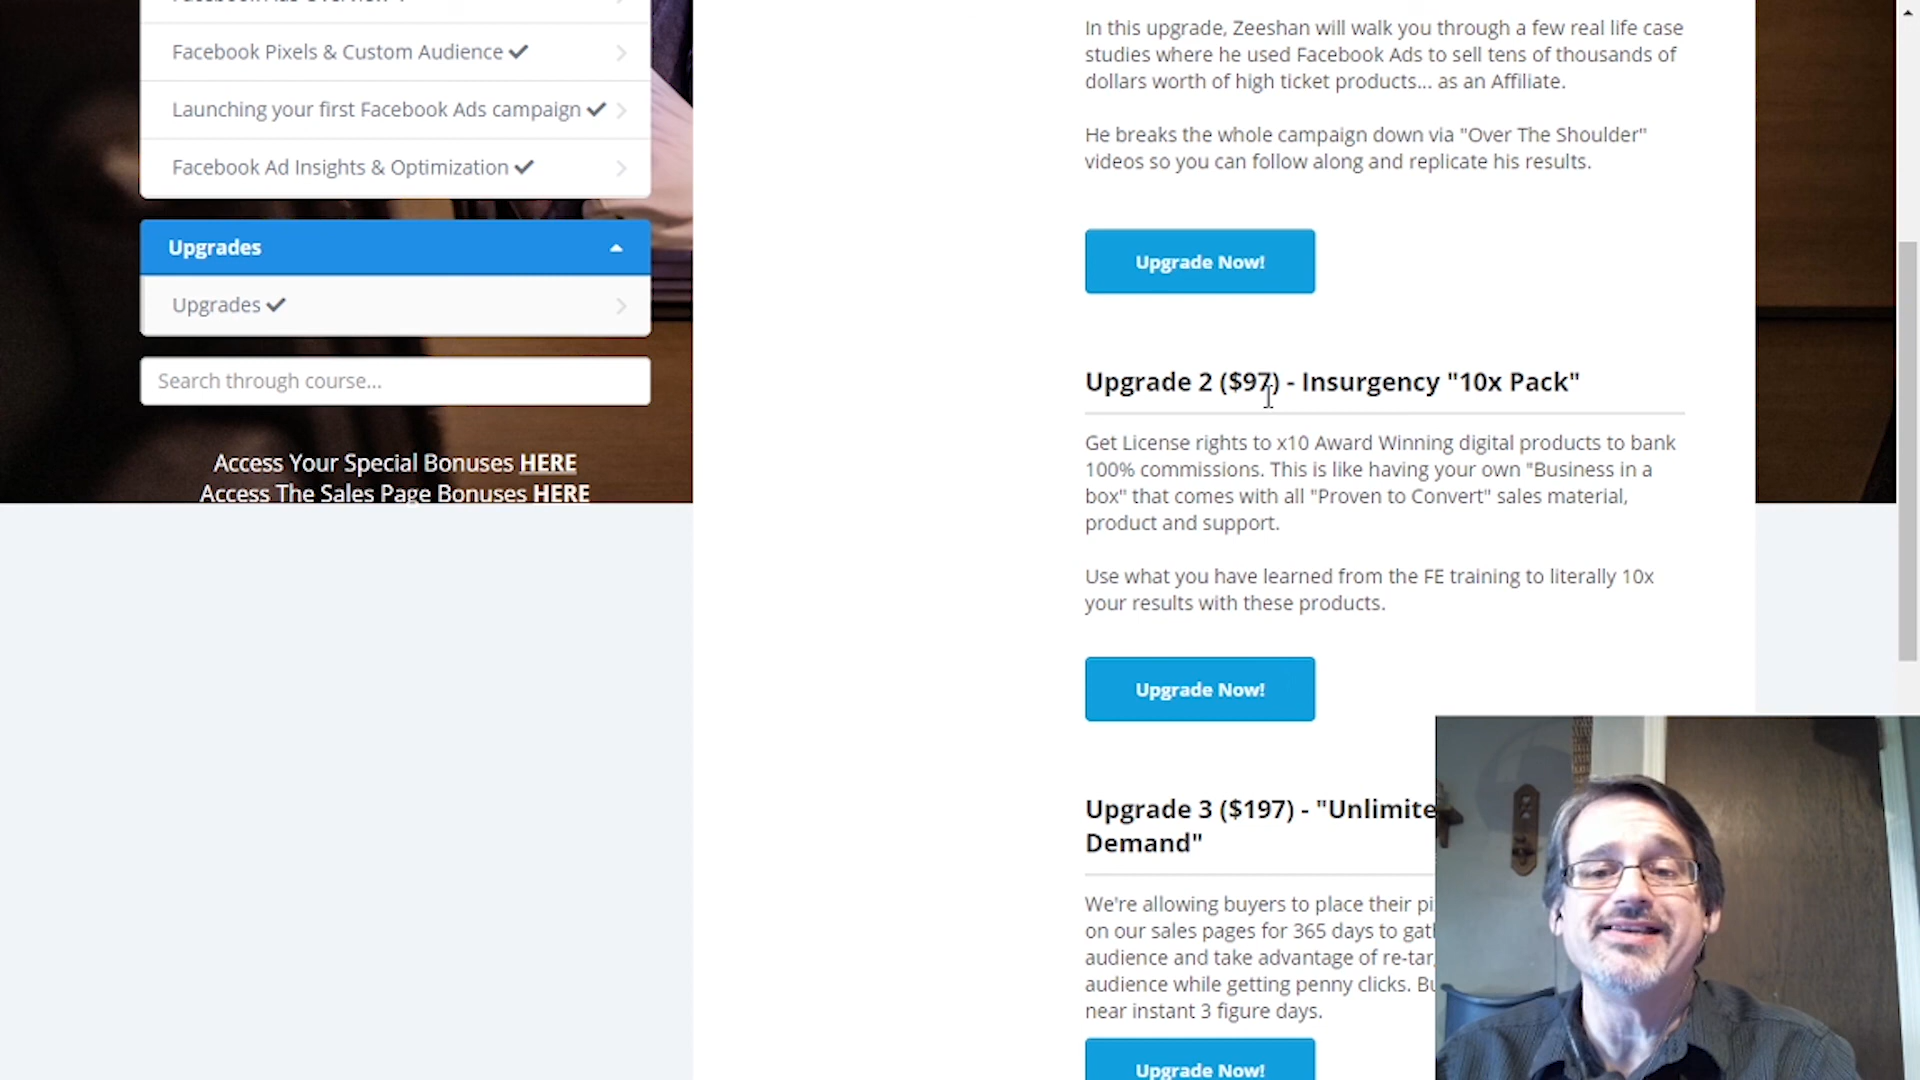 Facebook Pixels & Custom Audience
Launching your first Facebook Ads campaign
Facebook Ad Insights & Optimization
Upgrades
Upgrades
Search through course...
Access Your Special Bonuses HERE
Access The Sales Page Bonuses HERE
In this upgrade, Zeeshan will walk you through a few real life case
studies where he used Facebook Ads to sell tens of thousands of
dollars worth of high ticket products... as an Affiliate.
He breaks the whole campaign down via "Over The Shoulder"
videos so you can follow along and replicate his results.
Upgrade Now!
Upgrade 2 ($97) - Insurgency "10x Pack"
Get License rights to x10 Award Winning digital products to bank
100% commissions. This is like having your own "Business in a
box" that comes with all "Proven to Convert" sales material,
product and support.
Use what you have learned from the FE training to literally 10x
your results with these products.
Upgrade Now!
Upgrade 3 ($197) - "Unlimite
Demand"
We're allowing buyers to place their pi
on our sales pages for 365 days to gat
audience and take advantage of re-tar
audience while getting penny clicks. Bu
near instant 3 figure days.
Upgrade Now!